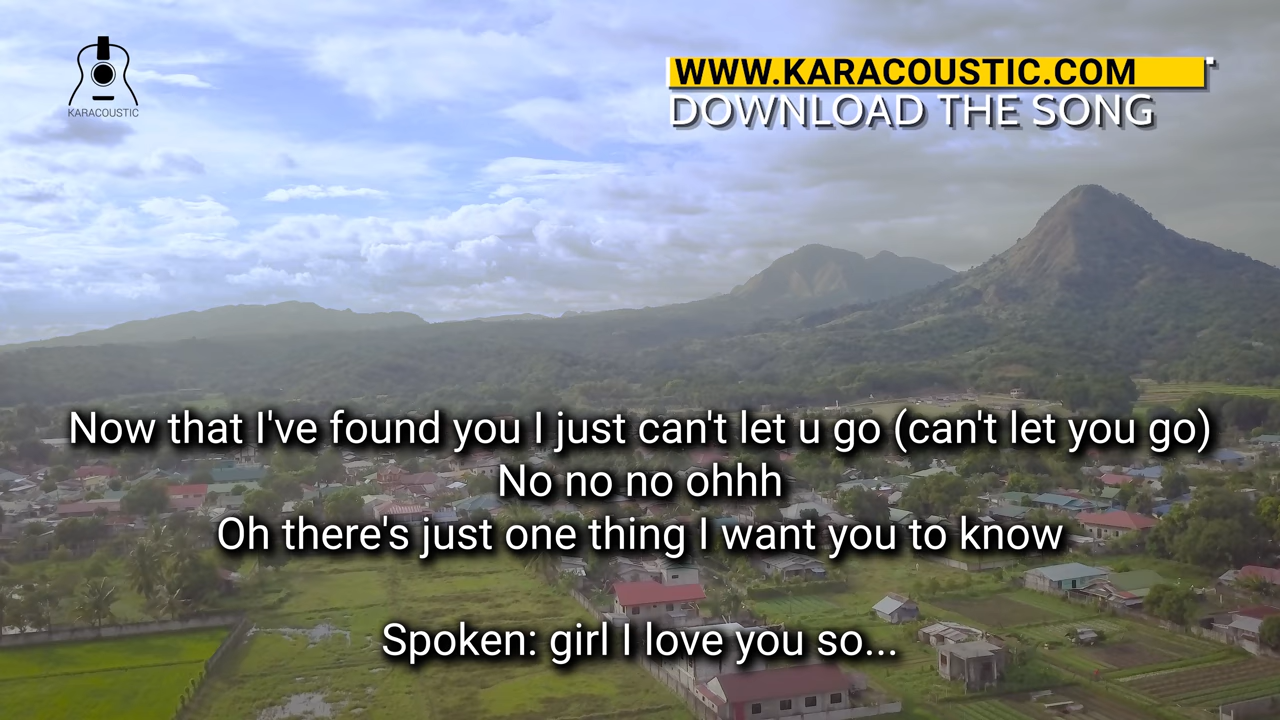 KARACOUSTIC
WWW.KARACOUSTIC.COM
DOWNLOAD THE SONG
Now that I've found you I just can't let u go (can't let you go)
No no no ohhh
Oh there's just one thing I want you to know
Spoken: girl I love you so...